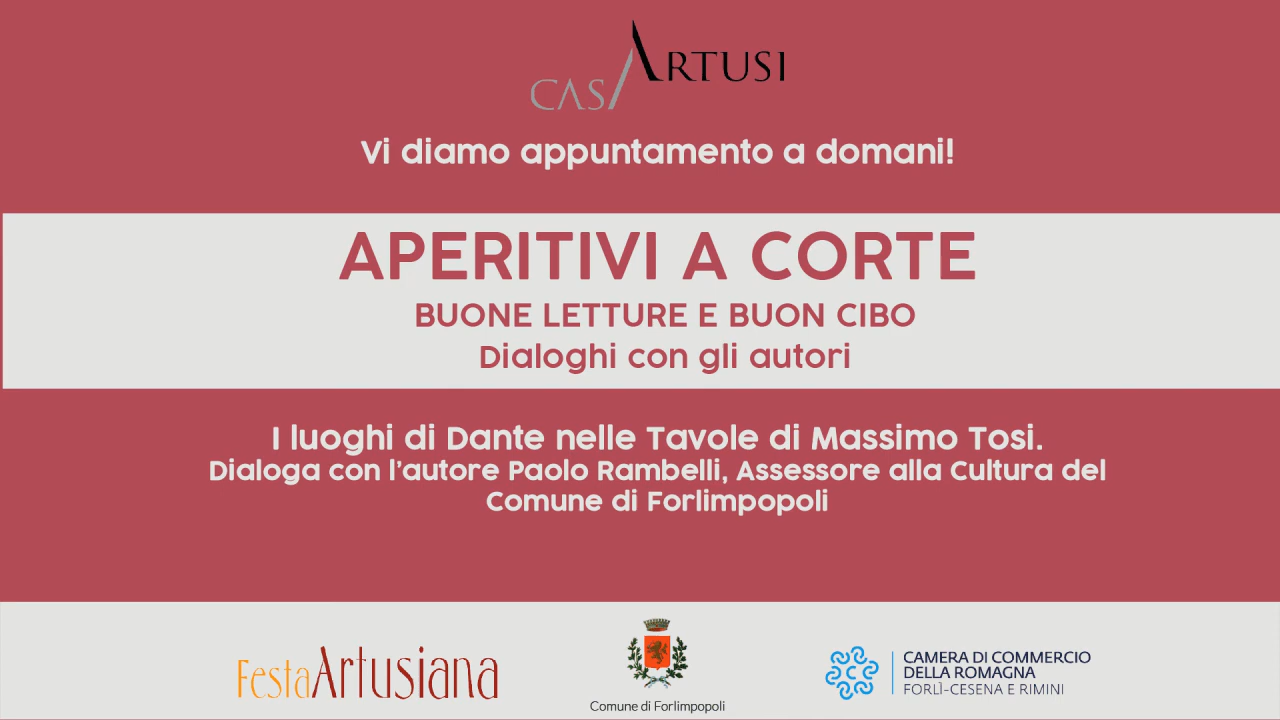 CASARTUSI
Vi diamo appuntamento a domani!
APERITIVI A CORTE
BUONE LETTURE E BUON CIBO
Dialoghi con gli autori
I luoghi di Dante nelle Tavole di Massimo Tosi.
Dialoga con l'autore Paolo Rambelli, Assessore alla Cultura del
Comune di Forlimpopoli
FestaArtusiana
Comune di Forlimpopoli
CAMERA DI COMMERCIO
DELLA ROMAGNA
FORLÌ-CESENA E RIMINI